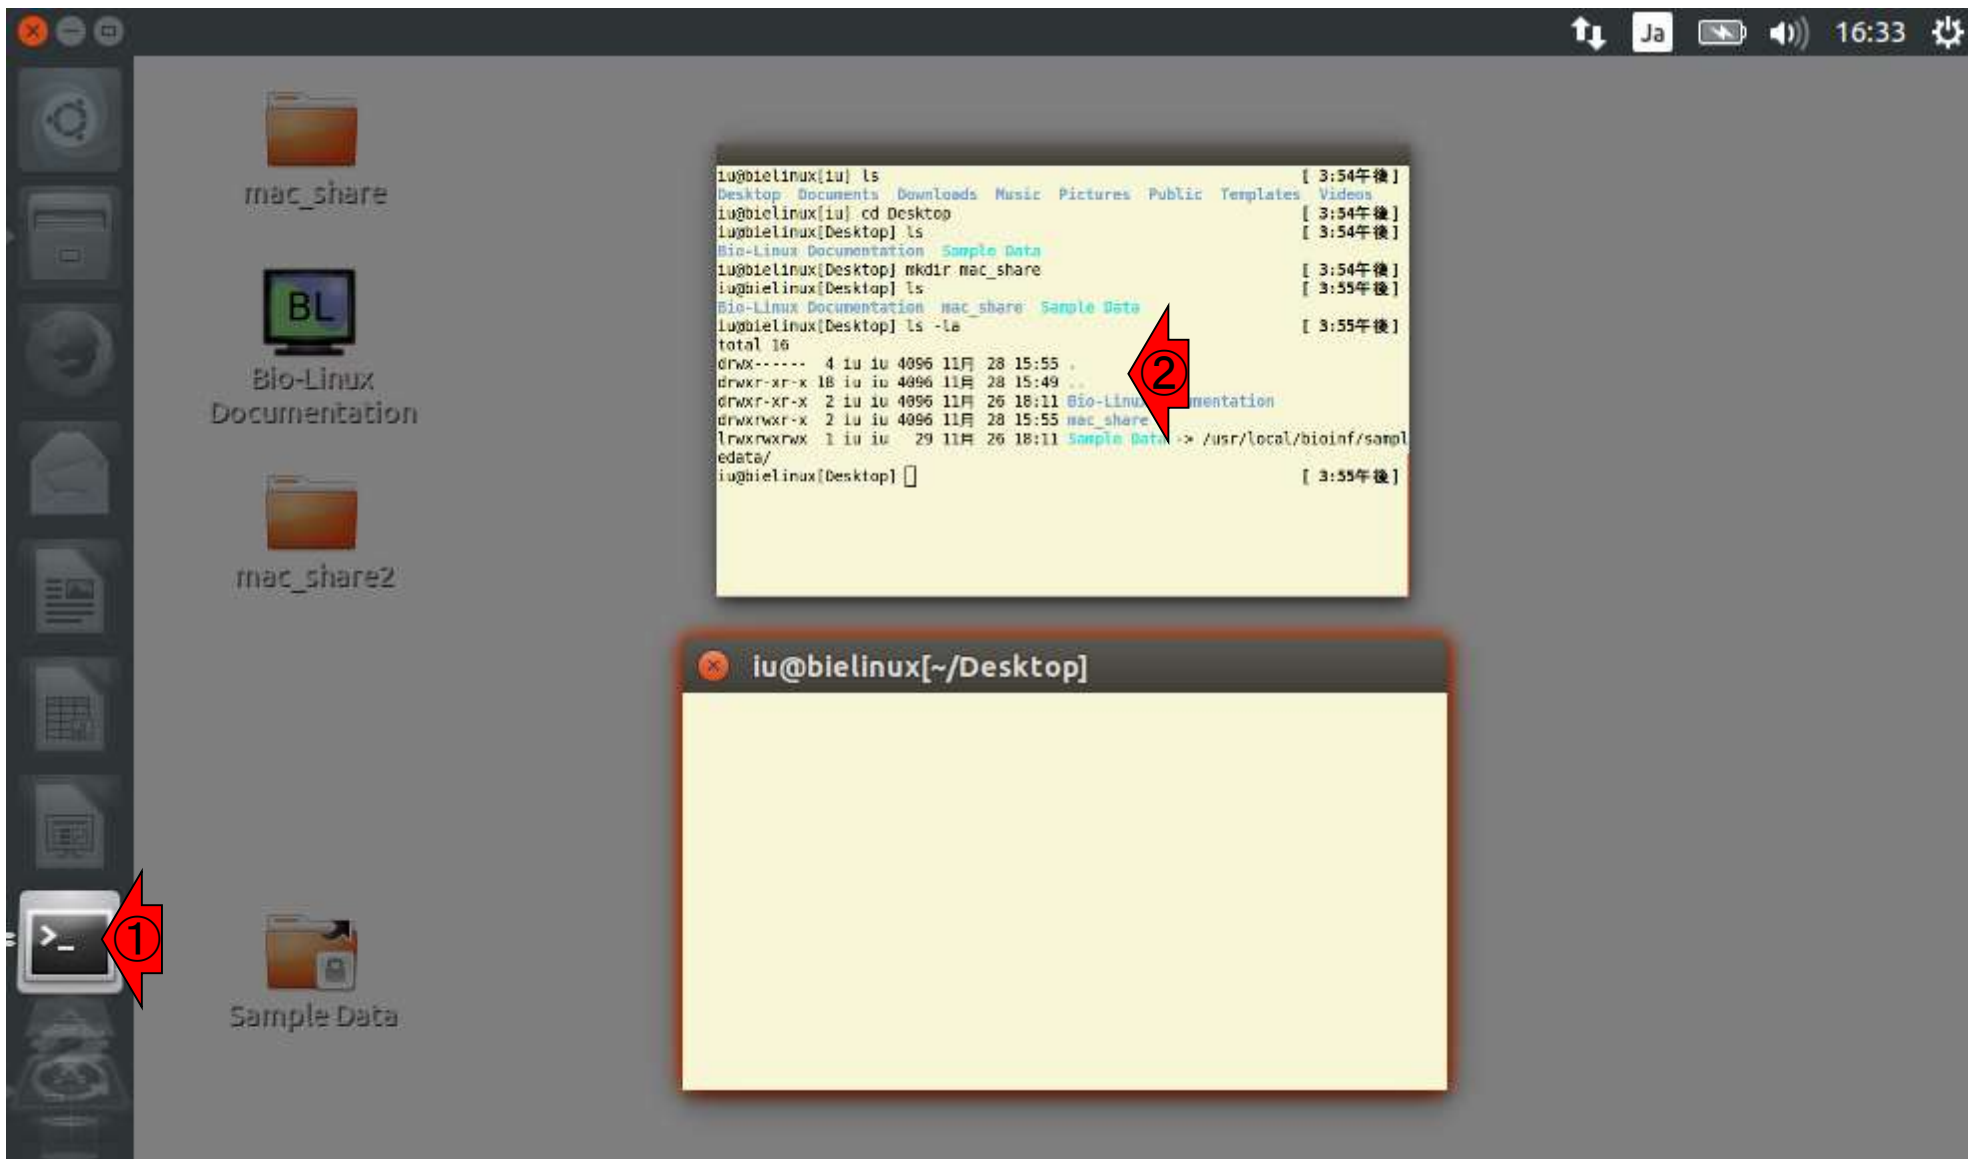 Ja 16:33
mac_share
BL
Bio-Linux
Documentation
mac_share2
Sample Data
>_
①
iu@bielinux[iu] ls [ 3:54午後]
Desktop Documents Downloads Music Pictures Public Templates Videos
iu@bielinux[iu] cd Desktop [ 3:54午後]
iu@bielinux[Desktop] ls [ 3:54午後]
Bio-Linux Documentation Sample Data
iu@bielinux[Desktop] mkdir mac_share [ 3:54午後]
iu@bielinux[Desktop] ls [ 3:55午後]
Bio-Linux Documentation mac_share Sample Data
iu@bielinux[Desktop] ls -la [ 3:55午後]
total 16
drwx------ 4 iu iu 4096 11月 28 15:55 .
drwxr-xr-x 18 iu iu 4096 11月 28 15:49 ..
drwxr-xr-x 2 iu iu 4096 11月 26 18:11 Bio-Linux Documentation
drwxrwxr-x 2 iu iu 4096 11月 28 15:55 mac_share
lrwxrwxrwx 1 iu iu 29 11月 26 18:11 Sample Data -> /usr/local/bioinf/sampl
edata/
iu@bielinux[Desktop] [ 3:55午後]
②
iu@bielinux[~/Desktop]